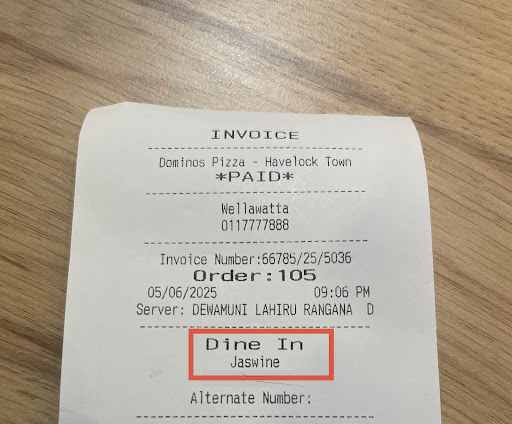 INVOICE
Dominos Pizza - Havelock Town
*PAID*
Wellawatta
0117777888
Invoice Number:66785/25/5036
Order:105
05/06/2025 09:06 PM
Server: DEWAMUNI LAHIRU RANGANA D
Dine In
Jaswine
Alternate Number: